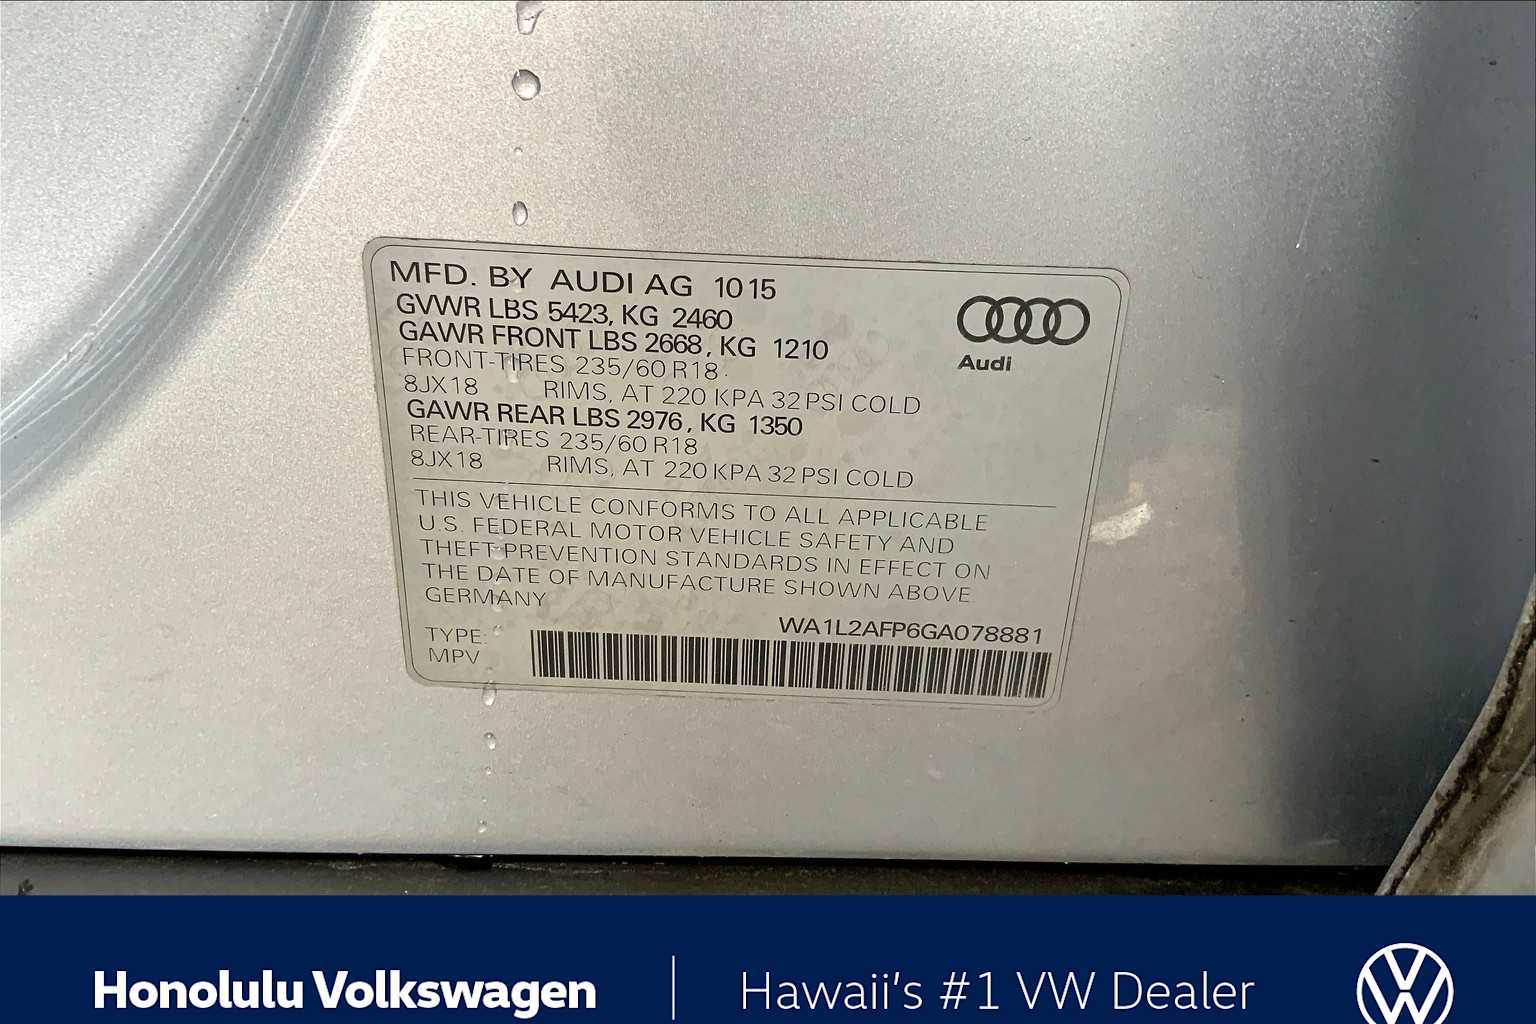 MFD. BY AUDI AG 1015
GVWR LBS 5423, KG 2460
GAWR FRONT LBS 2668, KG 1210
FRONT-TIRES 235/60 R18
8JX18 RIMS, AT 220 KPA 32 PSI COLD
GAWR REAR LBS 2976, KG 1350
REAR-TIRES 235/60 R18
8JX18 RIMS, AT 220 KPA 32 PSI COLD
Audi
THIS VEHICLE CONFORMS TO ALL APPLICABLE
U.S. FEDERAL MOTOR VEHICLE SAFETY AND
THEFT PREVENTION STANDARDS IN EFFECT ON
THE DATE OF MANUFACTURE SHOWN ABOVE
GERMANY
WA1L2AFP6GA078881
TYPE:
MPV
Honolulu Volkswagen
Hawaii's #1 VW Dealer